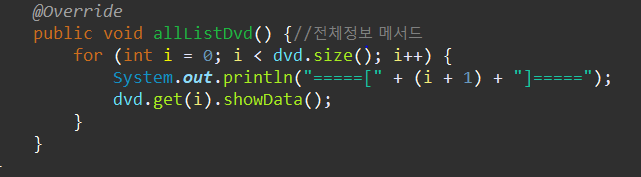 @Override
public void allListDvd() {//전체정보 메서드
for (int i = 0; i < dvd.size(); i++) {
System.out.println("=====[" + (i + 1) + "]=====");
dvd.get(i).showData();
}
}